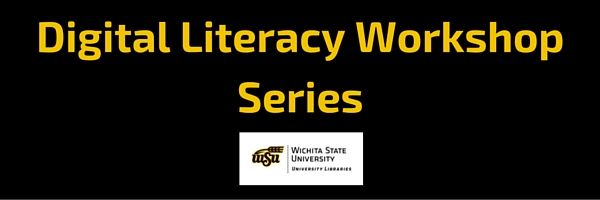 Digital Literacy Workshop
Series
WSU
WICHITA STATE
UNIVERSITY
UNIVERSITY LIBRARIES